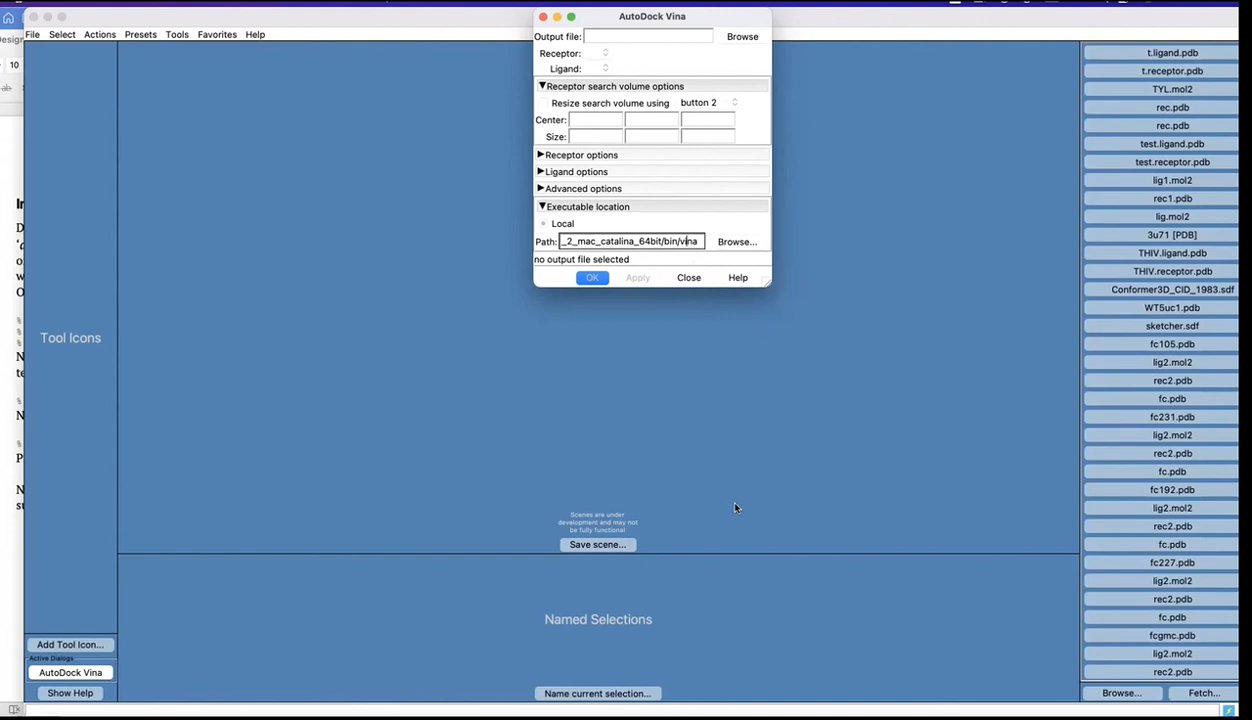 AutoDock Vina
File Select Actions Presets Tools Favorites Help
Output file: Browse
Receptor:
Ligand:
Receptor search volume options
Resize search volume using button 2
Center:
Size:
Receptor options
Ligand options
Advanced options
Executable location
Local
Path: _2_mac_catalina_64bit/bin/vina Browse...
no output file selected
OK Apply Close Help
10
Tool Icons
Scenes are under
development and may not
be fully functional
Save scene...
Named Selections
Name current selection...
Add Tool Icon...
Active Dialogs
AutoDock Vina
Show Help
t.ligand.pdb
t.receptor.pdb
TYL.mol2
rec.pdb
rec.pdb
test.ligand.pdb
test.receptor.pdb
lig1.mol2
rec1.pdb
lig.mol2
3u71 [PDB]
THIV.ligand.pdb
THIV.receptor.pdb
Conformer3D_CID_1983.sdf
WT5uc1.pdb
sketcher.sdf
fc105.pdb
lig2.mol2
rec2.pdb
fc.pdb
fc231.pdb
lig2.mol2
rec2.pdb
fc.pdb
fc192.pdb
lig2.mol2
rec2.pdb
fc.pdb
fc227.pdb
lig2.mol2
rec2.pdb
fc.pdb
fcgmc.pdb
lig2.mol2
rec2.pdb
Browse... Fetch...